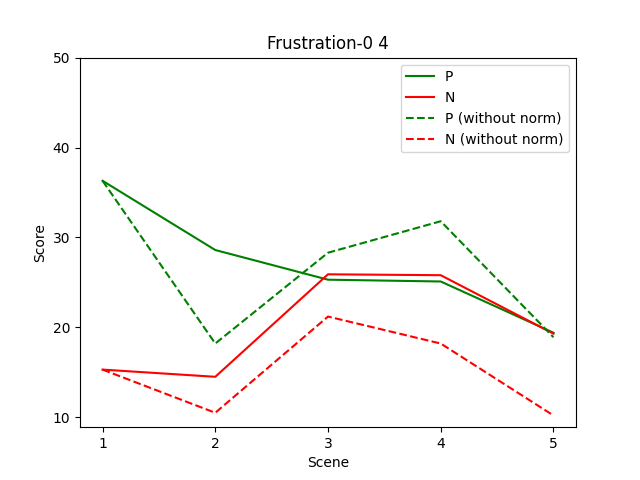 Frustration-0 4
50
40
30
20
10
Score
P
N
P (without norm)
N (without norm)
1 2 3 4 5
Scene